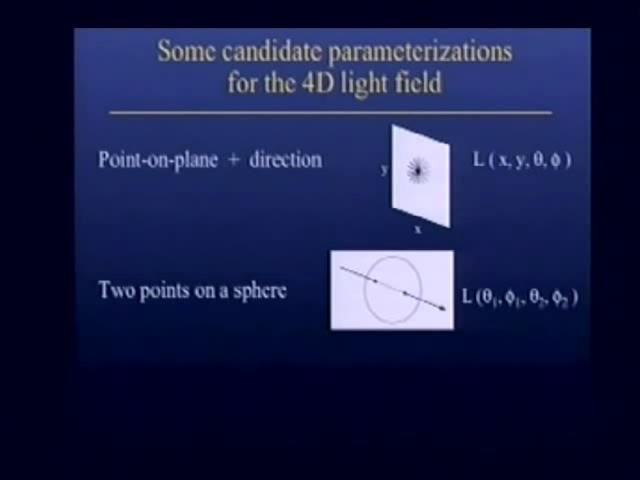 Some candidate parameterizations
for the 4D light field
Point-on-plane + direction
y
x
L ( x, y, θ, ϕ )
Two points on a sphere
L (θ₁, ϕ₁, θ₂, ϕ₂ )